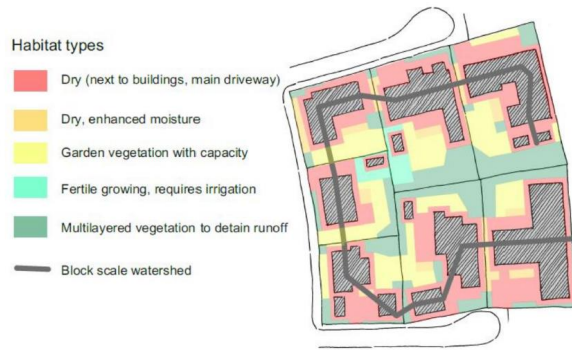 Habitat types
Dry (next to buildings, main driveway)
Dry, enhanced moisture
Garden vegetation with capacity
Fertile growing, requires irrigation
Multilayered vegetation to detain runoff
Block scale watershed